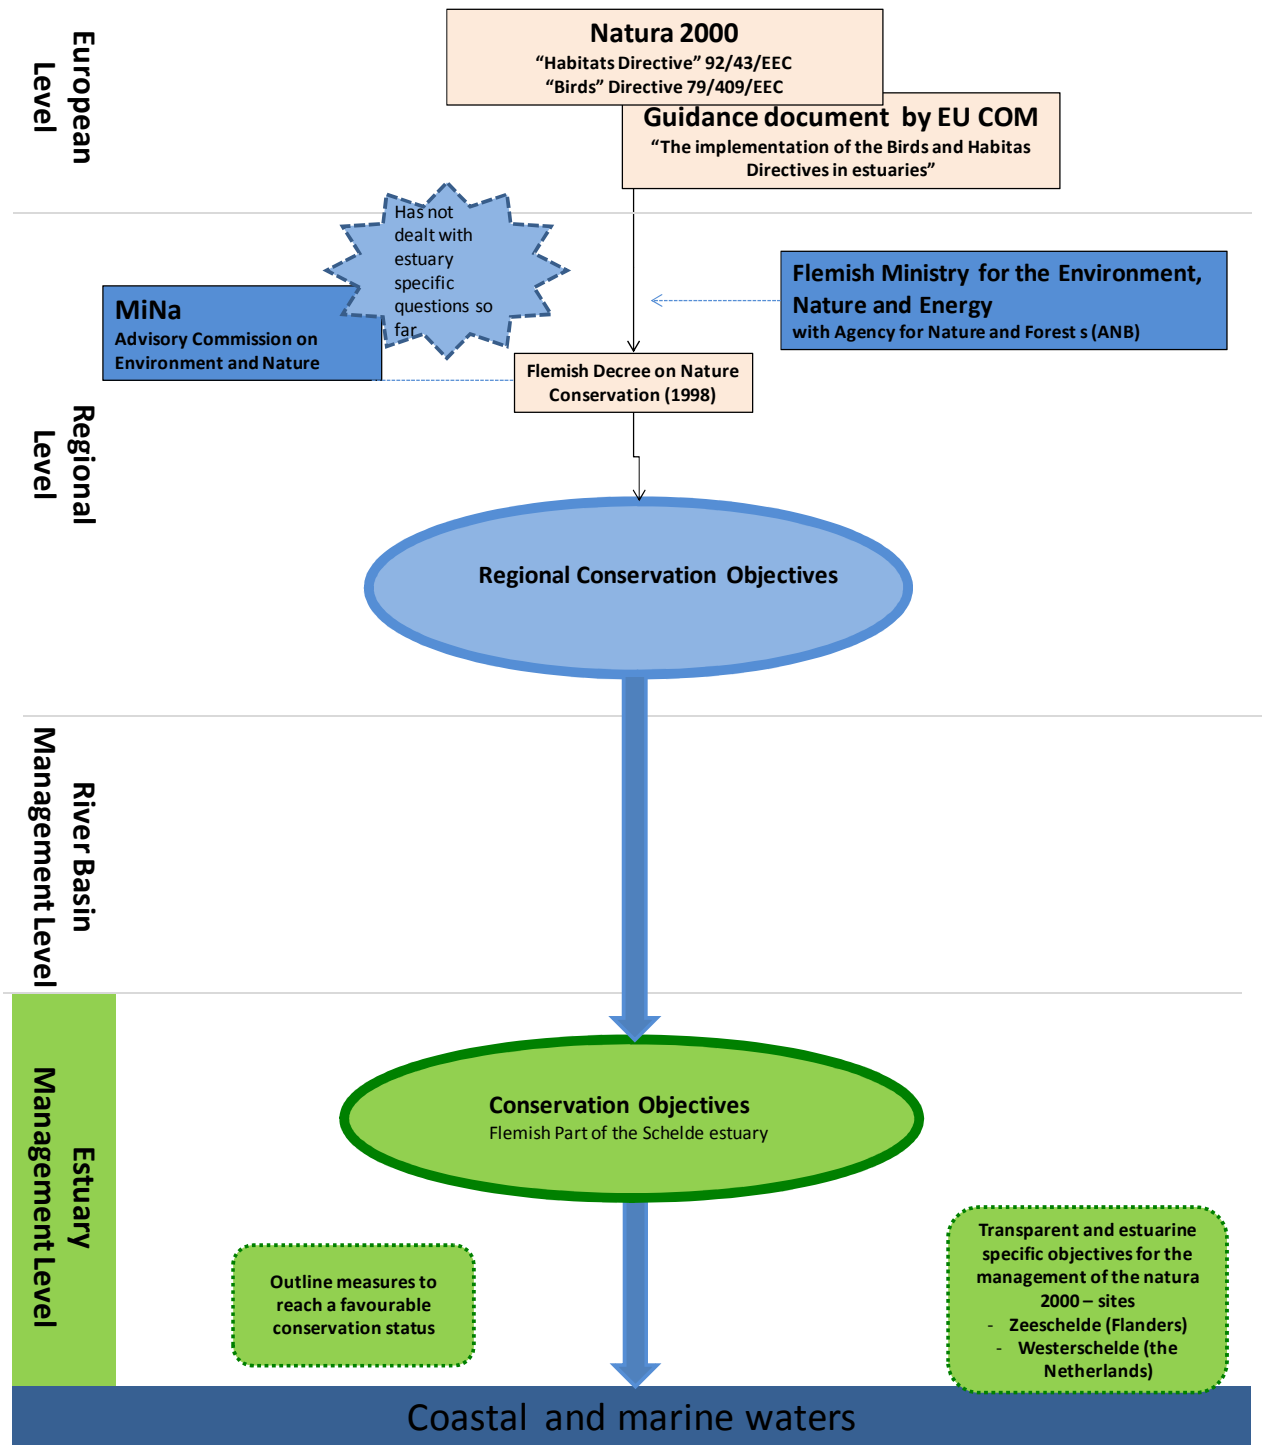 European
Level
Natura 2000
“Habitats Directive” 92/43/EEC
“Birds” Directive 79/409/EEC
Guidance document by EU COM
“The implementation of the Birds and Habitas
Directives in estuaries”
Has not
dealt with
estuary
specific
questions so
far
MiNa
Advisory Commission on
Environment and Nature
Flemish Ministry for the Environment,
Nature and Energy
with Agency for Nature and Forest s (ANB)
Flemish Decree on Nature
Conservation (1998)
Regional
Level
Regional Conservation Objectives
River Basin
Management Level
Estuary
Management Level
Conservation Objectives
Flemish Part of the Schelde estuary
Outline measures to
reach a favourable
conservation status
Transparent and estuarine
specific objectives for the
management of the natura
2000 – sites
- Zeeschelde (Flanders)
- Westerschelde (the
Netherlands)
Coastal and marine waters